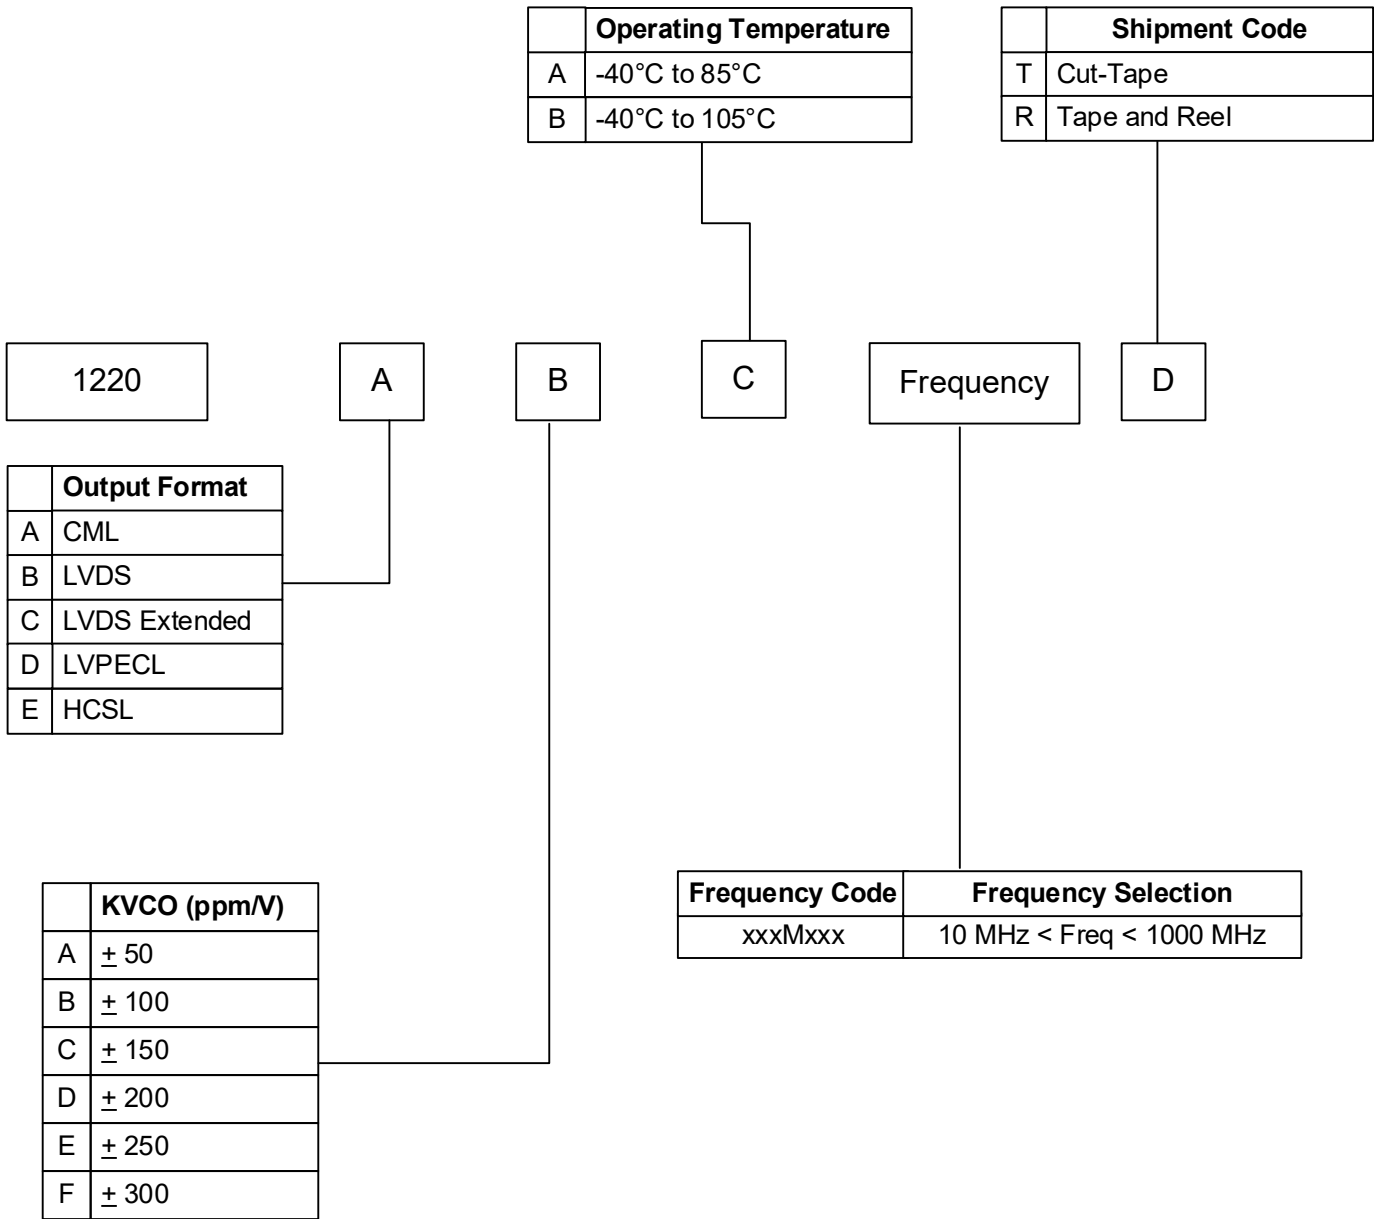 Operating Temperature
A -40°C to 85°C
B -40°C to 105°C
Shipment Code
T Cut-Tape
R Tape and Reel
1220 A B C Frequency D
Output Format
A CML
B LVDS
C LVDS Extended
D LVPECL
E HCSL
KVCO (ppm/V)
A ± 50
B ± 100
C ± 150
D ± 200
E ± 250
F ± 300
Frequency Code Frequency Selection
xxxMxxx 10 MHz < Freq < 1000 MHz